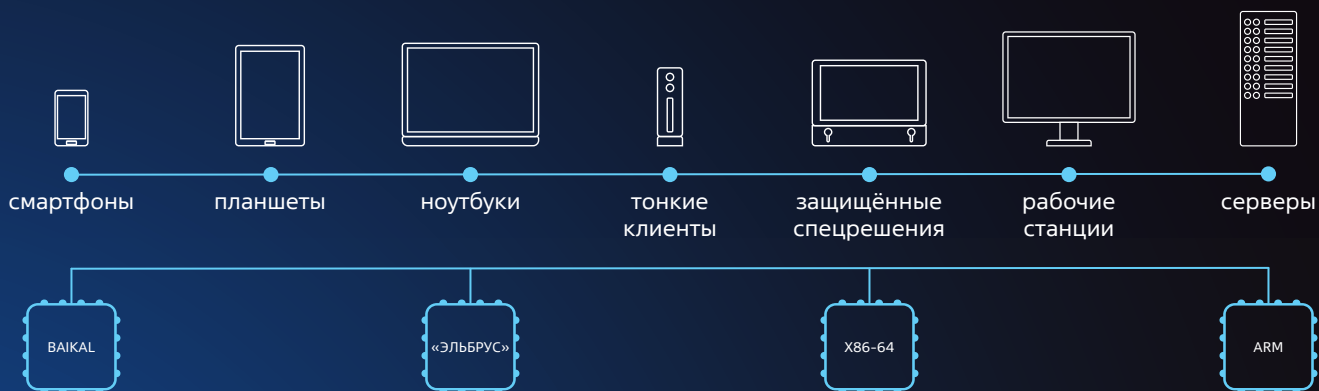 смартфоны
планшеты
ноутбуки
тонкие
клиенты
защищённые
спецрешения
рабочие
станции
серверы
BAIKAL
«ЭЛЬБРУС»
X86-64
ARM